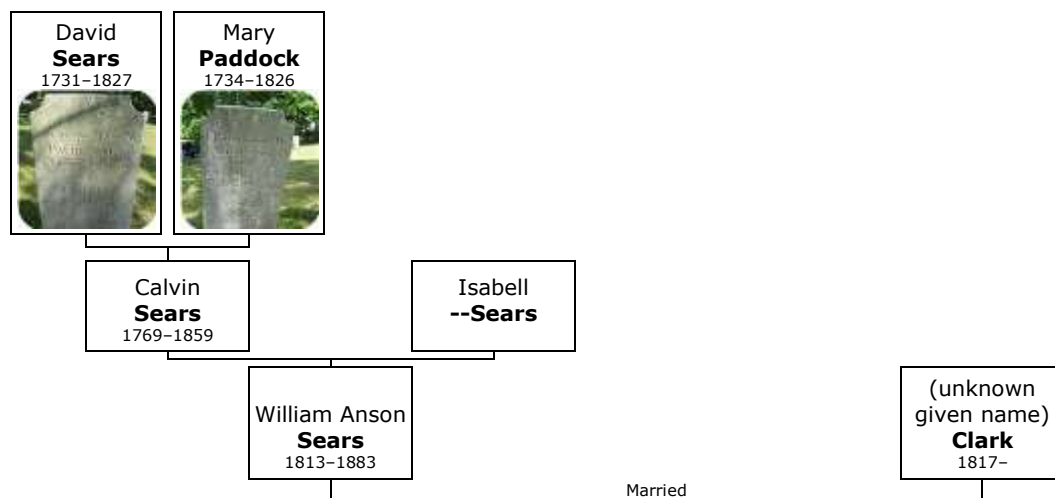 David
Sears
1731–1827
Mary
Paddock
1734–1826
Calvin
Sears
1769–1859
Isabell
--Sears
William Anson
Sears
1813–1883
(unknown
given name)
Clark
1817–
Married